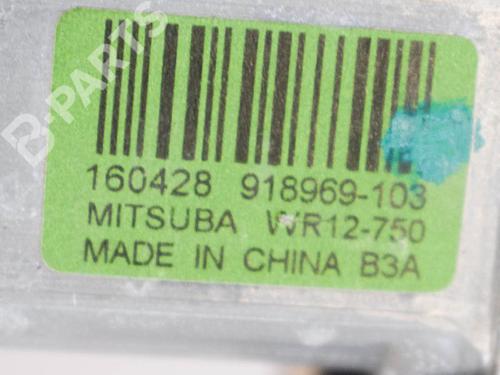 B-PARTS
160428 918969-103
MITSUBA WR12-750
MADE IN CHINA B3A